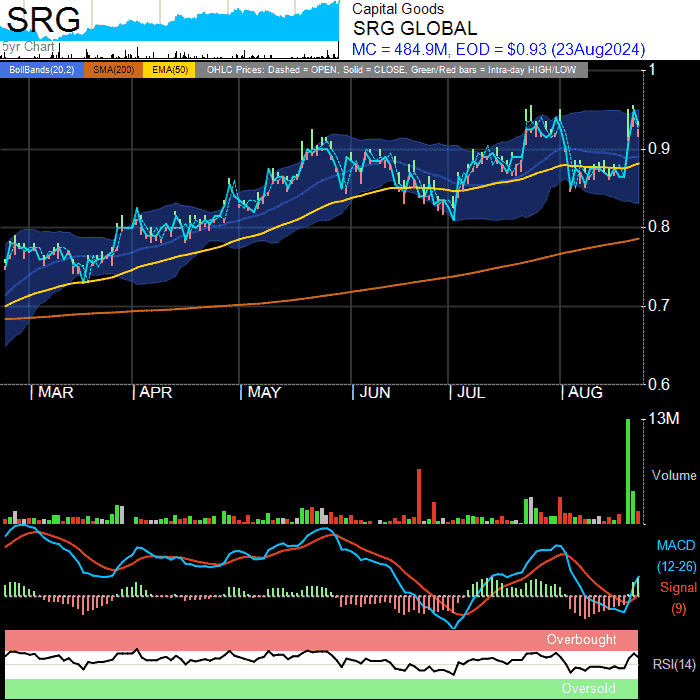 SRG
5yr Chart
Capital Goods
SRG GLOBAL
MC = 484.9M, EOD = $0.93 (23Aug2024)
BollBands(20,2) SMA(200) EMA(50) OHLC Prices: Dashed = OPEN, Solid = CLOSE, Green/Red bars = Intra-day HIGH/LOW
1
0.9
0.8
0.7
0.6
MAR APR MAY JUN JUL AUG
13M
Volume
MACD
(12-26)
Signal
(9)
Overbought
RSI(14)
Oversold